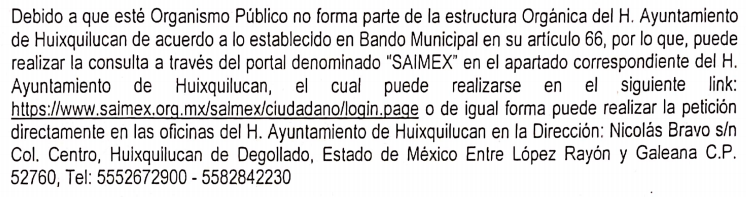 Debido a que esté Organismo Público no forma parte de la estructura Orgánica del H. Ayuntamiento
de Huixquilucan de acuerdo a lo establecido en Bando Municipal en su artículo 66, por lo que, puede
realizar la consulta a través del portal denominado "SAIMEX" en el apartado correspondiente del H.
Ayuntamiento de Huixquilucan, el cual puede realizarse en el siguiente link:
https://www.saimex.org.mx/saimex/ciudadano/login.page o de igual forma puede realizar la petición
directamente en las oficinas del H. Ayuntamiento de Huixquilucan en la Dirección: Nicolás Bravo s/n
Col. Centro, Huixquilucan de Degollado, Estado de México Entre López Rayón y Galeana C.P.
52760, Tel: 5552672900 - 5582842230